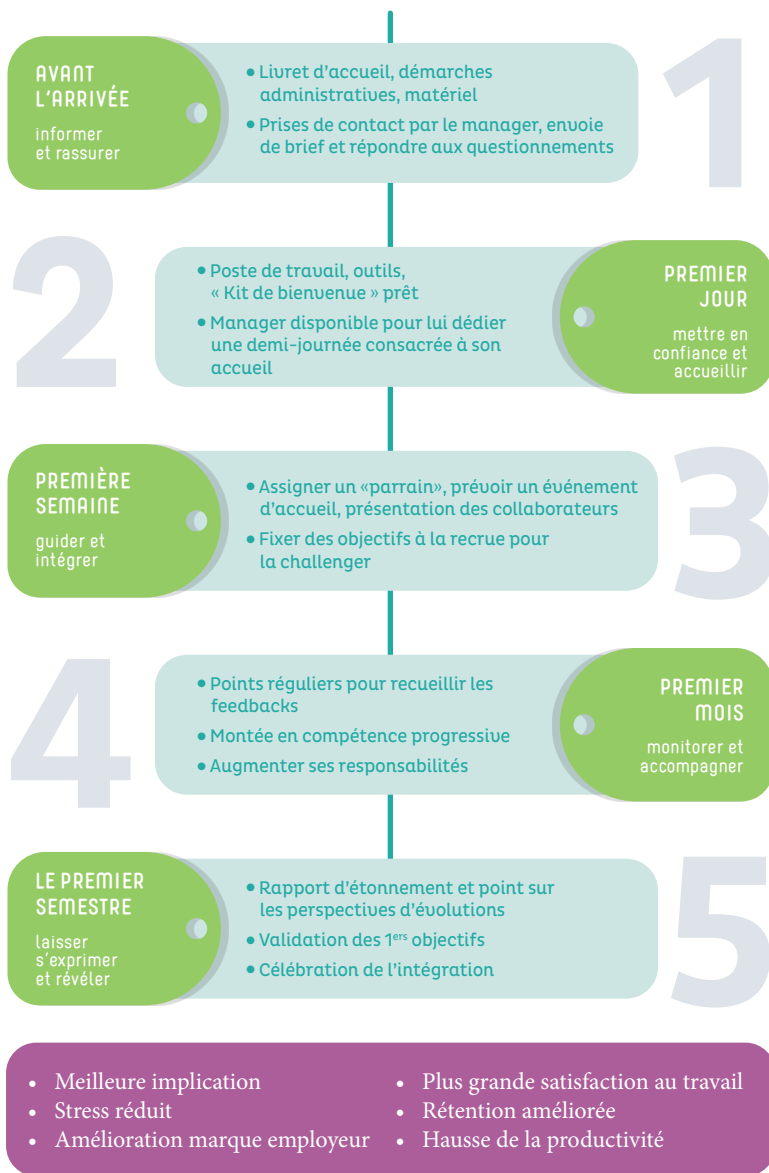 1
AVANT
L'ARRIVÉE
informer
et rassurer
• Livret d'accueil, démarches
administratives, matériel
• Prises de contact par le manager, envoie
de brief et répondre aux questionnements
2
• Poste de travail, outils,
« Kit de bienvenue » prêt
• Manager disponible pour lui dédier
une demi-journée consacrée à son
accueil
PREMIER
JOUR
mettre en
confiance et
accueillir
3
PREMIÈRE
SEMAINE
guider et
intégrer
• Assigner un «parrain», prévoir un événement
d'accueil, présentation des collaborateurs
• Fixer des objectifs à la recrue pour
la challenger
4
• Points réguliers pour recueillir les
feedbacks
• Montée en compétence progressive
• Augmenter ses responsabilités
PREMIER
MOIS
monitorer et
accompagner
5
LE PREMIER
SEMESTRE
laisser
s'exprimer
et révéler
• Rapport d'étonnement et point sur
les perspectives d'évolutions
• Validation des 1ers objectifs
• Célébration de l'intégration
• Meilleure implication
• Stress réduit
• Amélioration marque employeur
• Plus grande satisfaction au travail
• Rétention améliorée
• Hausse de la productivité